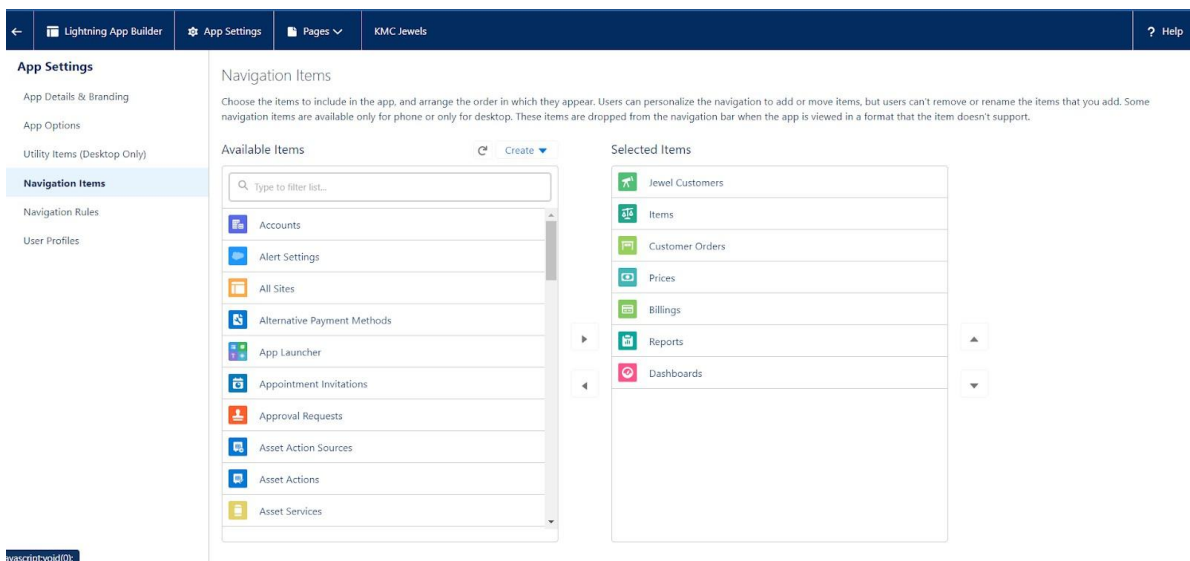 Lightning App Builder
App Settings
Pages
KMC Jewels
? Help
App Settings
App Details & Branding
App Options
Utility Items (Desktop Only)
Navigation Items
Navigation Rules
User Profiles
Navigation Items
Choose the items to include in the app, and arrange the order in which they appear. Users can personalize the navigation to add or move items, but users can't remove or rename the items that you add. Some
navigation items are available only for phone or only for desktop. These items are dropped from the navigation bar when the app is viewed in a format that the item doesn't support.
Available Items
Create
Type to filter list...
Accounts
Alert Settings
All Sites
Alternative Payment Methods
App Launcher
Appointment Invitations
Approval Requests
Asset Action Sources
Asset Actions
Asset Services
Selected Items
Jewel Customers
Items
Customer Orders
Prices
Billings
Reports
Dashboards
avascript:void(0);